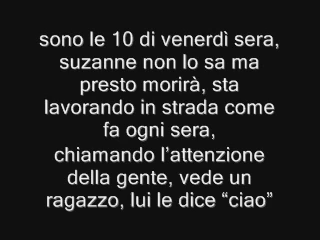 sono le 10 di venerdì sera,
suzanne non lo sa ma
presto morirà, sta
lavorando in strada come
fa ogni sera,
chiamando l’attenzione
della gente, vede un
ragazzo, lui le dice “ciao”